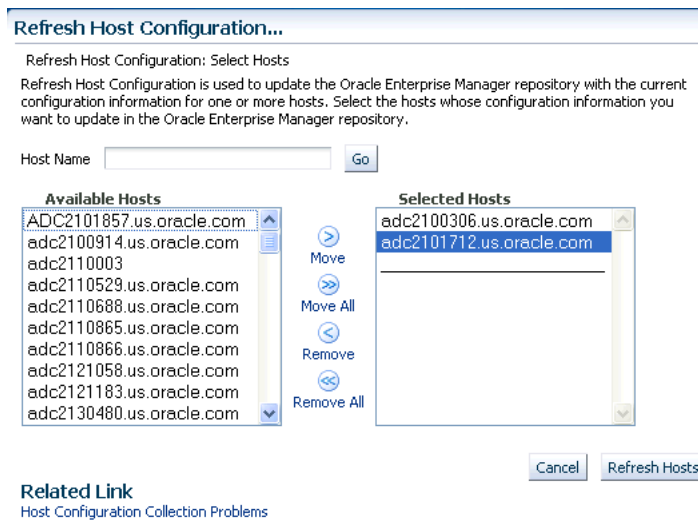 Refresh Host Configuration...
Refresh Host Configuration: Select Hosts
Refresh Host Configuration is used to update the Oracle Enterprise Manager repository with the current
configuration information for one or more hosts. Select the hosts whose configuration information you
want to update in the Oracle Enterprise Manager repository.
Host Name
Go
Available Hosts
ADC2101857.us.oracle.com
adc2100914.us.oracle.com
adc2110003
adc2110529.us.oracle.com
adc2110688.us.oracle.com
adc2110865.us.oracle.com
adc2110866.us.oracle.com
adc2121058.us.oracle.com
adc2121183.us.oracle.com
adc2130480.us.oracle.com
Move
Move All
Remove
Remove All
Selected Hosts
adc2100306.us.oracle.com
adc2101712.us.oracle.com
Cancel
Refresh Hosts
Related Link
Host Configuration Collection Problems